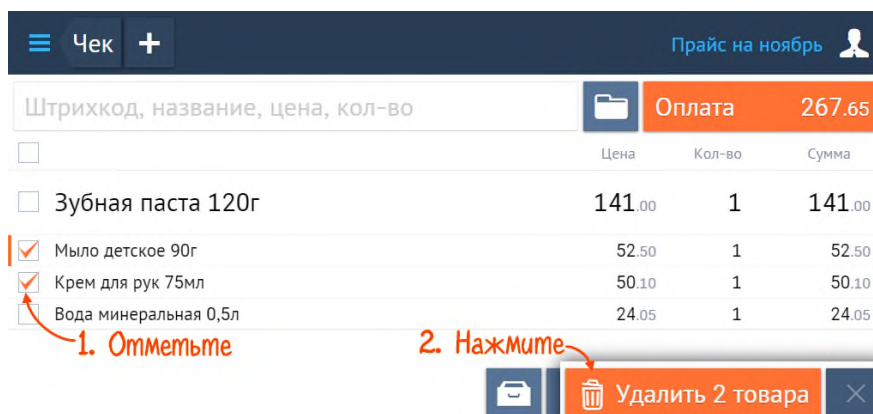 Чек +
Прайс на ноябрь
Штрихкод, название, цена, кол-во
Оплата 267.65
Цена Кол-во Сумма
Зубная паста 120г 141.00 1 141.00
Мыло детское 90г 52.50 1 52.50
Крем для рук 75мл 50.10 1 50.10
Вода минеральная 0,5л 24.05 1 24.05
1. Отметьте
2. Нажмите
Удалить 2 товара